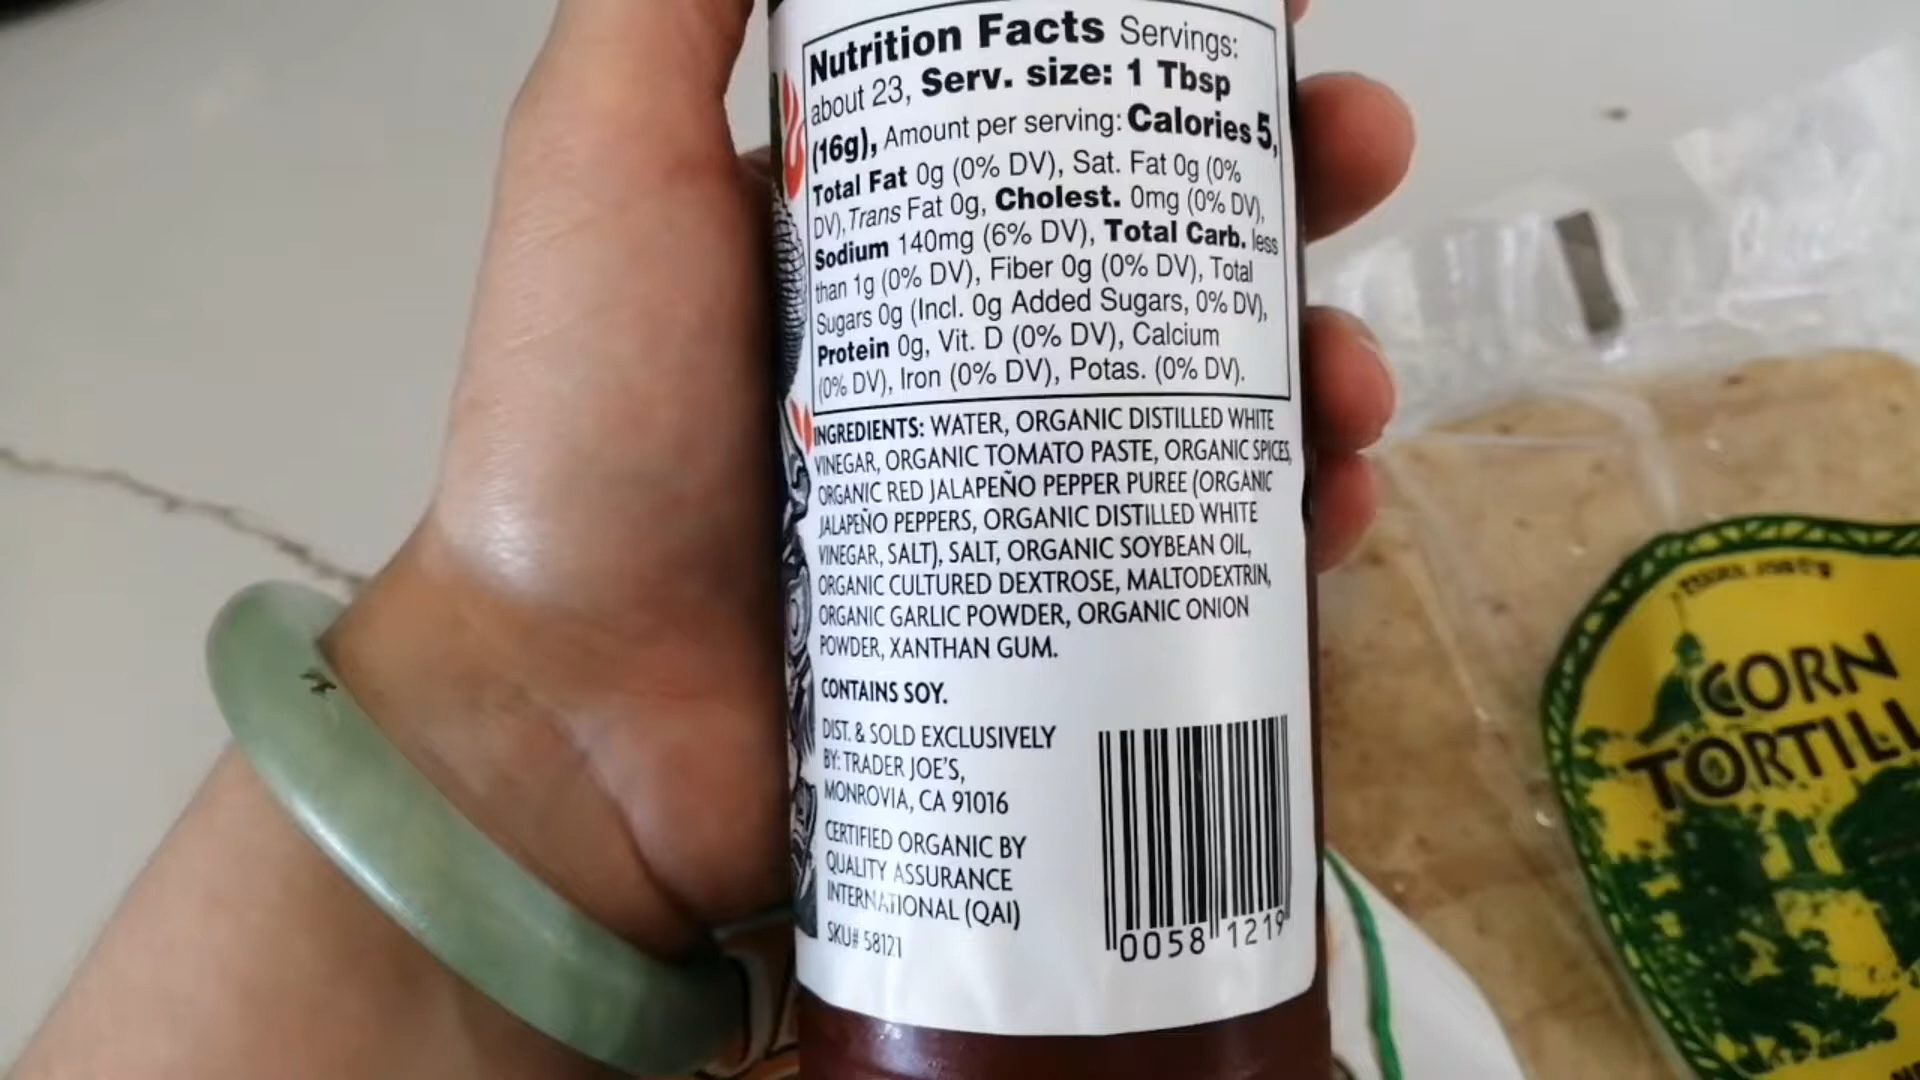 Nutrition Facts Servings:
about 23, Serv. size: 1 Tbsp
(16g), Amount per serving: Calories 5,
Total Fat 0g (0% DV), Sat. Fat 0g (0%
DV), Trans Fat 0g, Cholest. 0mg (0% DV),
Sodium 140mg (6% DV), Total Carb. less
than 1g (0% DV), Fiber 0g (0% DV), Total
Sugars 0g (Incl. 0g Added Sugars, 0% DV),
Protein 0g, Vit. D (0% DV), Calcium
(0% DV), Iron (0% DV), Potas. (0% DV).
INGREDIENTS: WATER, ORGANIC DISTILLED WHITE
VINEGAR, ORGANIC TOMATO PASTE, ORGANIC SPICES,
ORGANIC RED JALAPEÑO PEPPER PUREE (ORGANIC
JALAPEÑO PEPPERS, ORGANIC DISTILLED WHITE
VINEGAR, SALT), SALT, ORGANIC SOYBEAN OIL,
ORGANIC CULTURED DEXTROSE, MALTODEXTRIN,
ORGANIC GARLIC POWDER, ORGANIC ONION
POWDER, XANTHAN GUM.
CONTAINS SOY.
DIST. & SOLD EXCLUSIVELY
BY: TRADER JOE'S,
MONROVIA, CA 91016
CERTIFIED ORGANIC BY
QUALITY ASSURANCE
INTERNATIONAL (QAI)
SKU# 58121
0058 1219
TRADER JOE'S
CORN
TORTILL